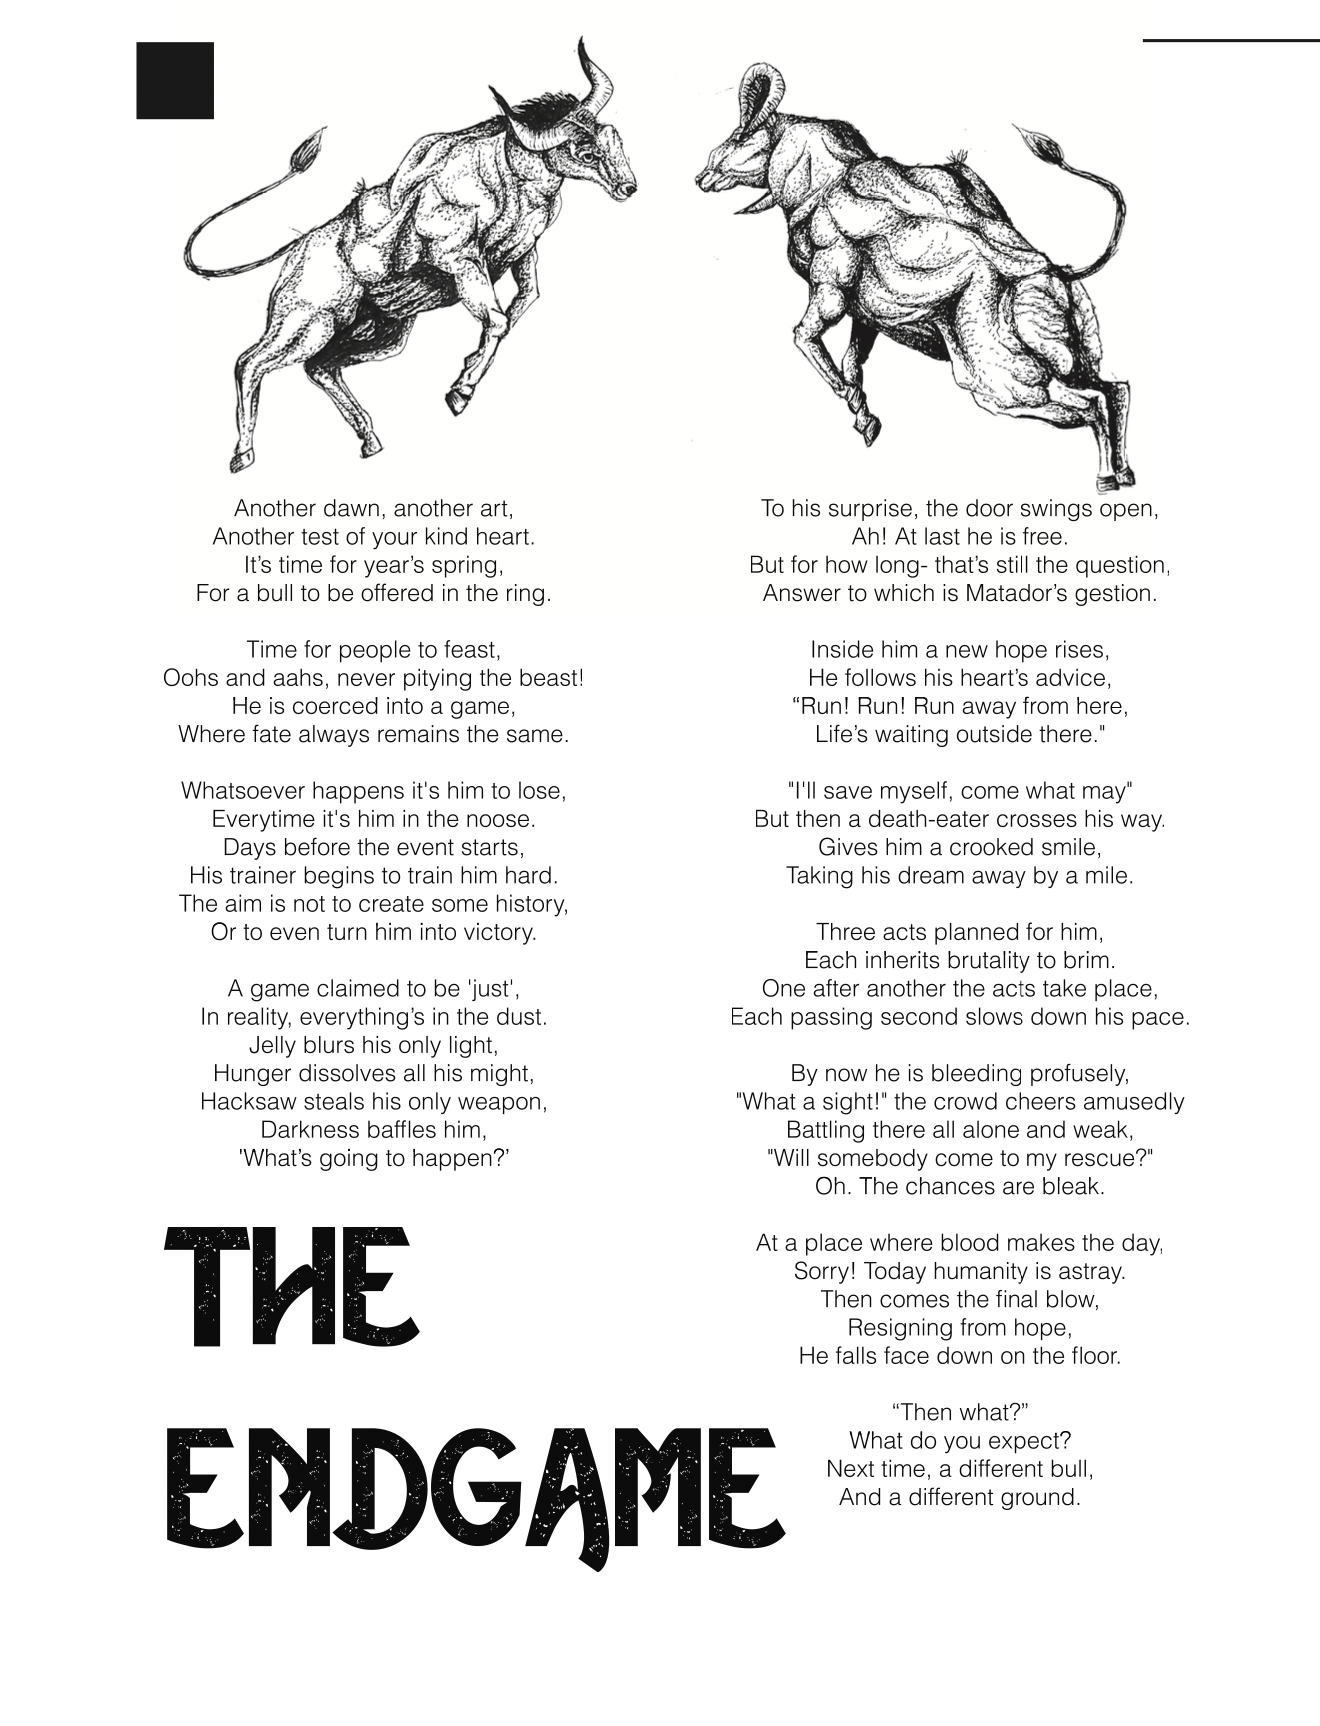 Another dawn, another art,
Another test of your kind heart.
It’s time for year’s spring,
For a bull to be offered in the ring.
Time for people to feast,
Oohs and aahs, never pitying the beast!
He is coerced into a game,
Where fate always remains the same.
Whatsoever happens it's him to lose,
Everytime it's him in the noose.
Days before the event starts,
His trainer begins to train him hard.
The aim is not to create some history,
Or to even turn him into victory.
A game claimed to be 'just',
In reality, everything’s in the dust.
Jelly blurs his only light,
Hunger dissolves all his might,
Hacksaw steals his only weapon,
Darkness baffles him,
'What’s going to happen?’
THE
ENDGAME
To his surprise, the door swings open,
Ah! At last he is free.
But for how long- that’s still the question,
Answer to which is Matador’s gestion.
Inside him a new hope rises,
He follows his heart’s advice,
“Run! Run! Run away from here,
Life’s waiting outside there."
"I'll save myself, come what may"
But then a death-eater crosses his way.
Gives him a crooked smile,
Taking his dream away by a mile.
Three acts planned for him,
Each inherits brutality to brim.
One after another the acts take place,
Each passing second slows down his pace.
By now he is bleeding profusely,
"What a sight!" the crowd cheers amusedly
Battling there all alone and weak,
"Will somebody come to my rescue?"
Oh. The chances are bleak.
At a place where blood makes the day,
Sorry! Today humanity is astray.
Then comes the final blow,
Resigning from hope,
He falls face down on the floor.
“Then what?”
What do you expect?
Next time, a different bull,
And a different ground.